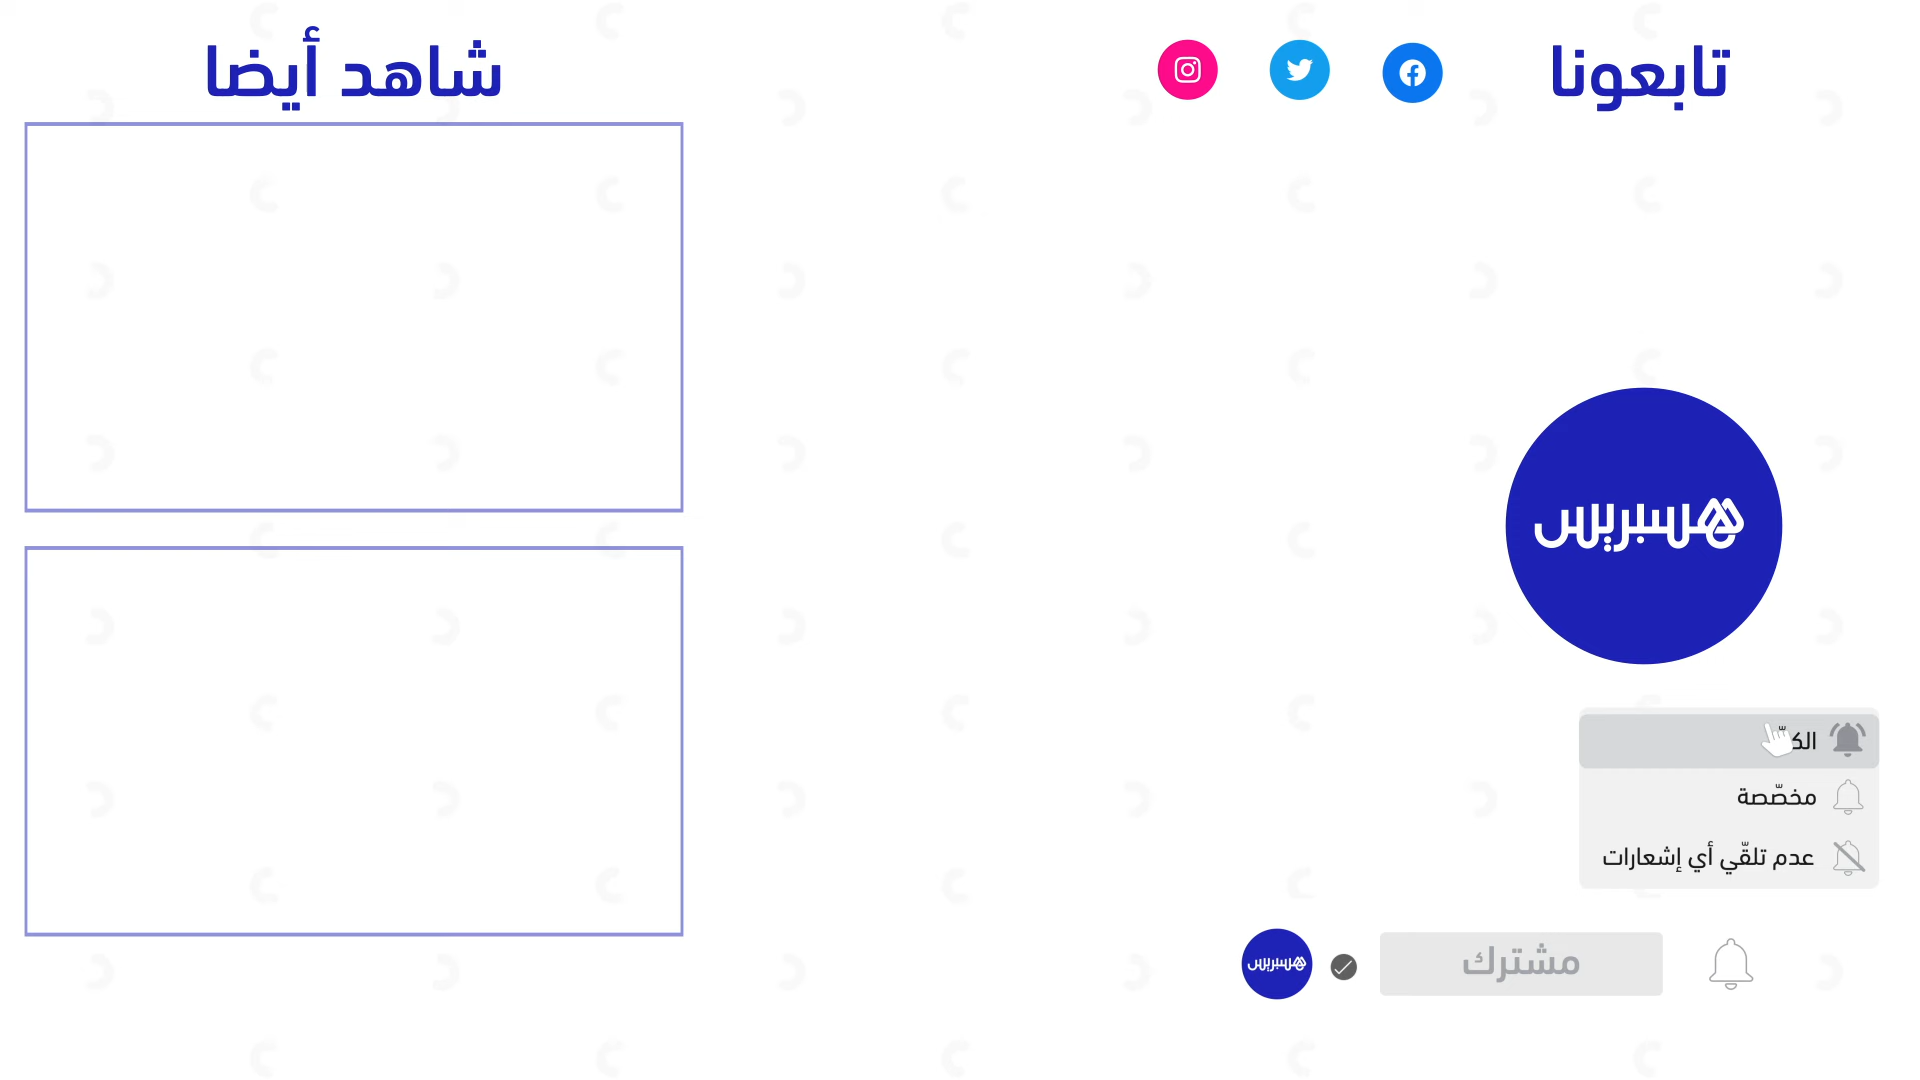 تابعونا
شاهد أيضا
هسبريس
مخصّصة
عدم تلقّي أي إشعارات
مشترك
هسبريس